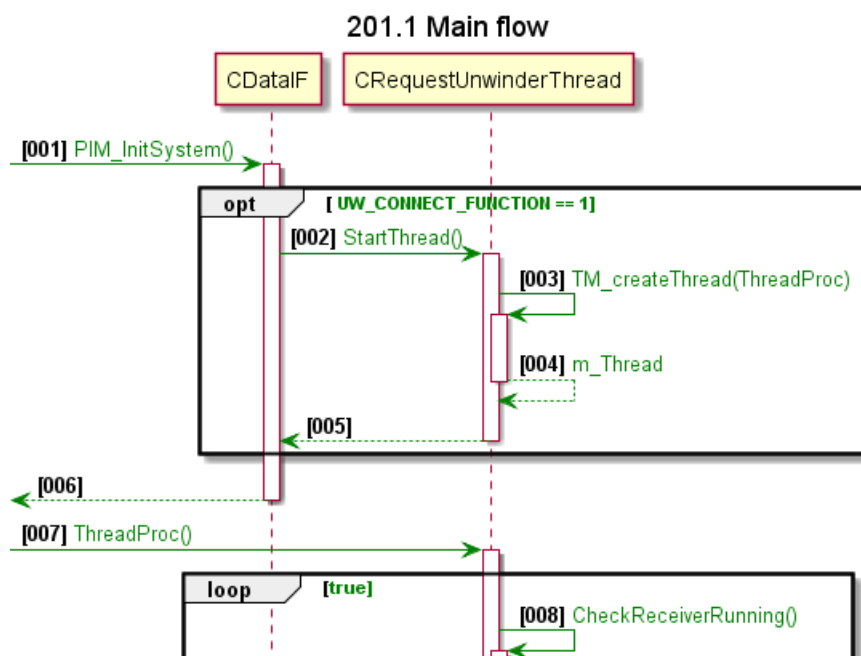 201.1 Main flow
CDataIF
CRequestUnwinderThread
[001] PIM_InitSystem()
opt
[ UW_CONNECT_FUNCTION == 1]
[002] StartThread()
[003] TM_createThread(ThreadProc)
[004] m_Thread
[005]
[006]
[007] ThreadProc()
loop
[true]
[008] CheckReceiverRunning()